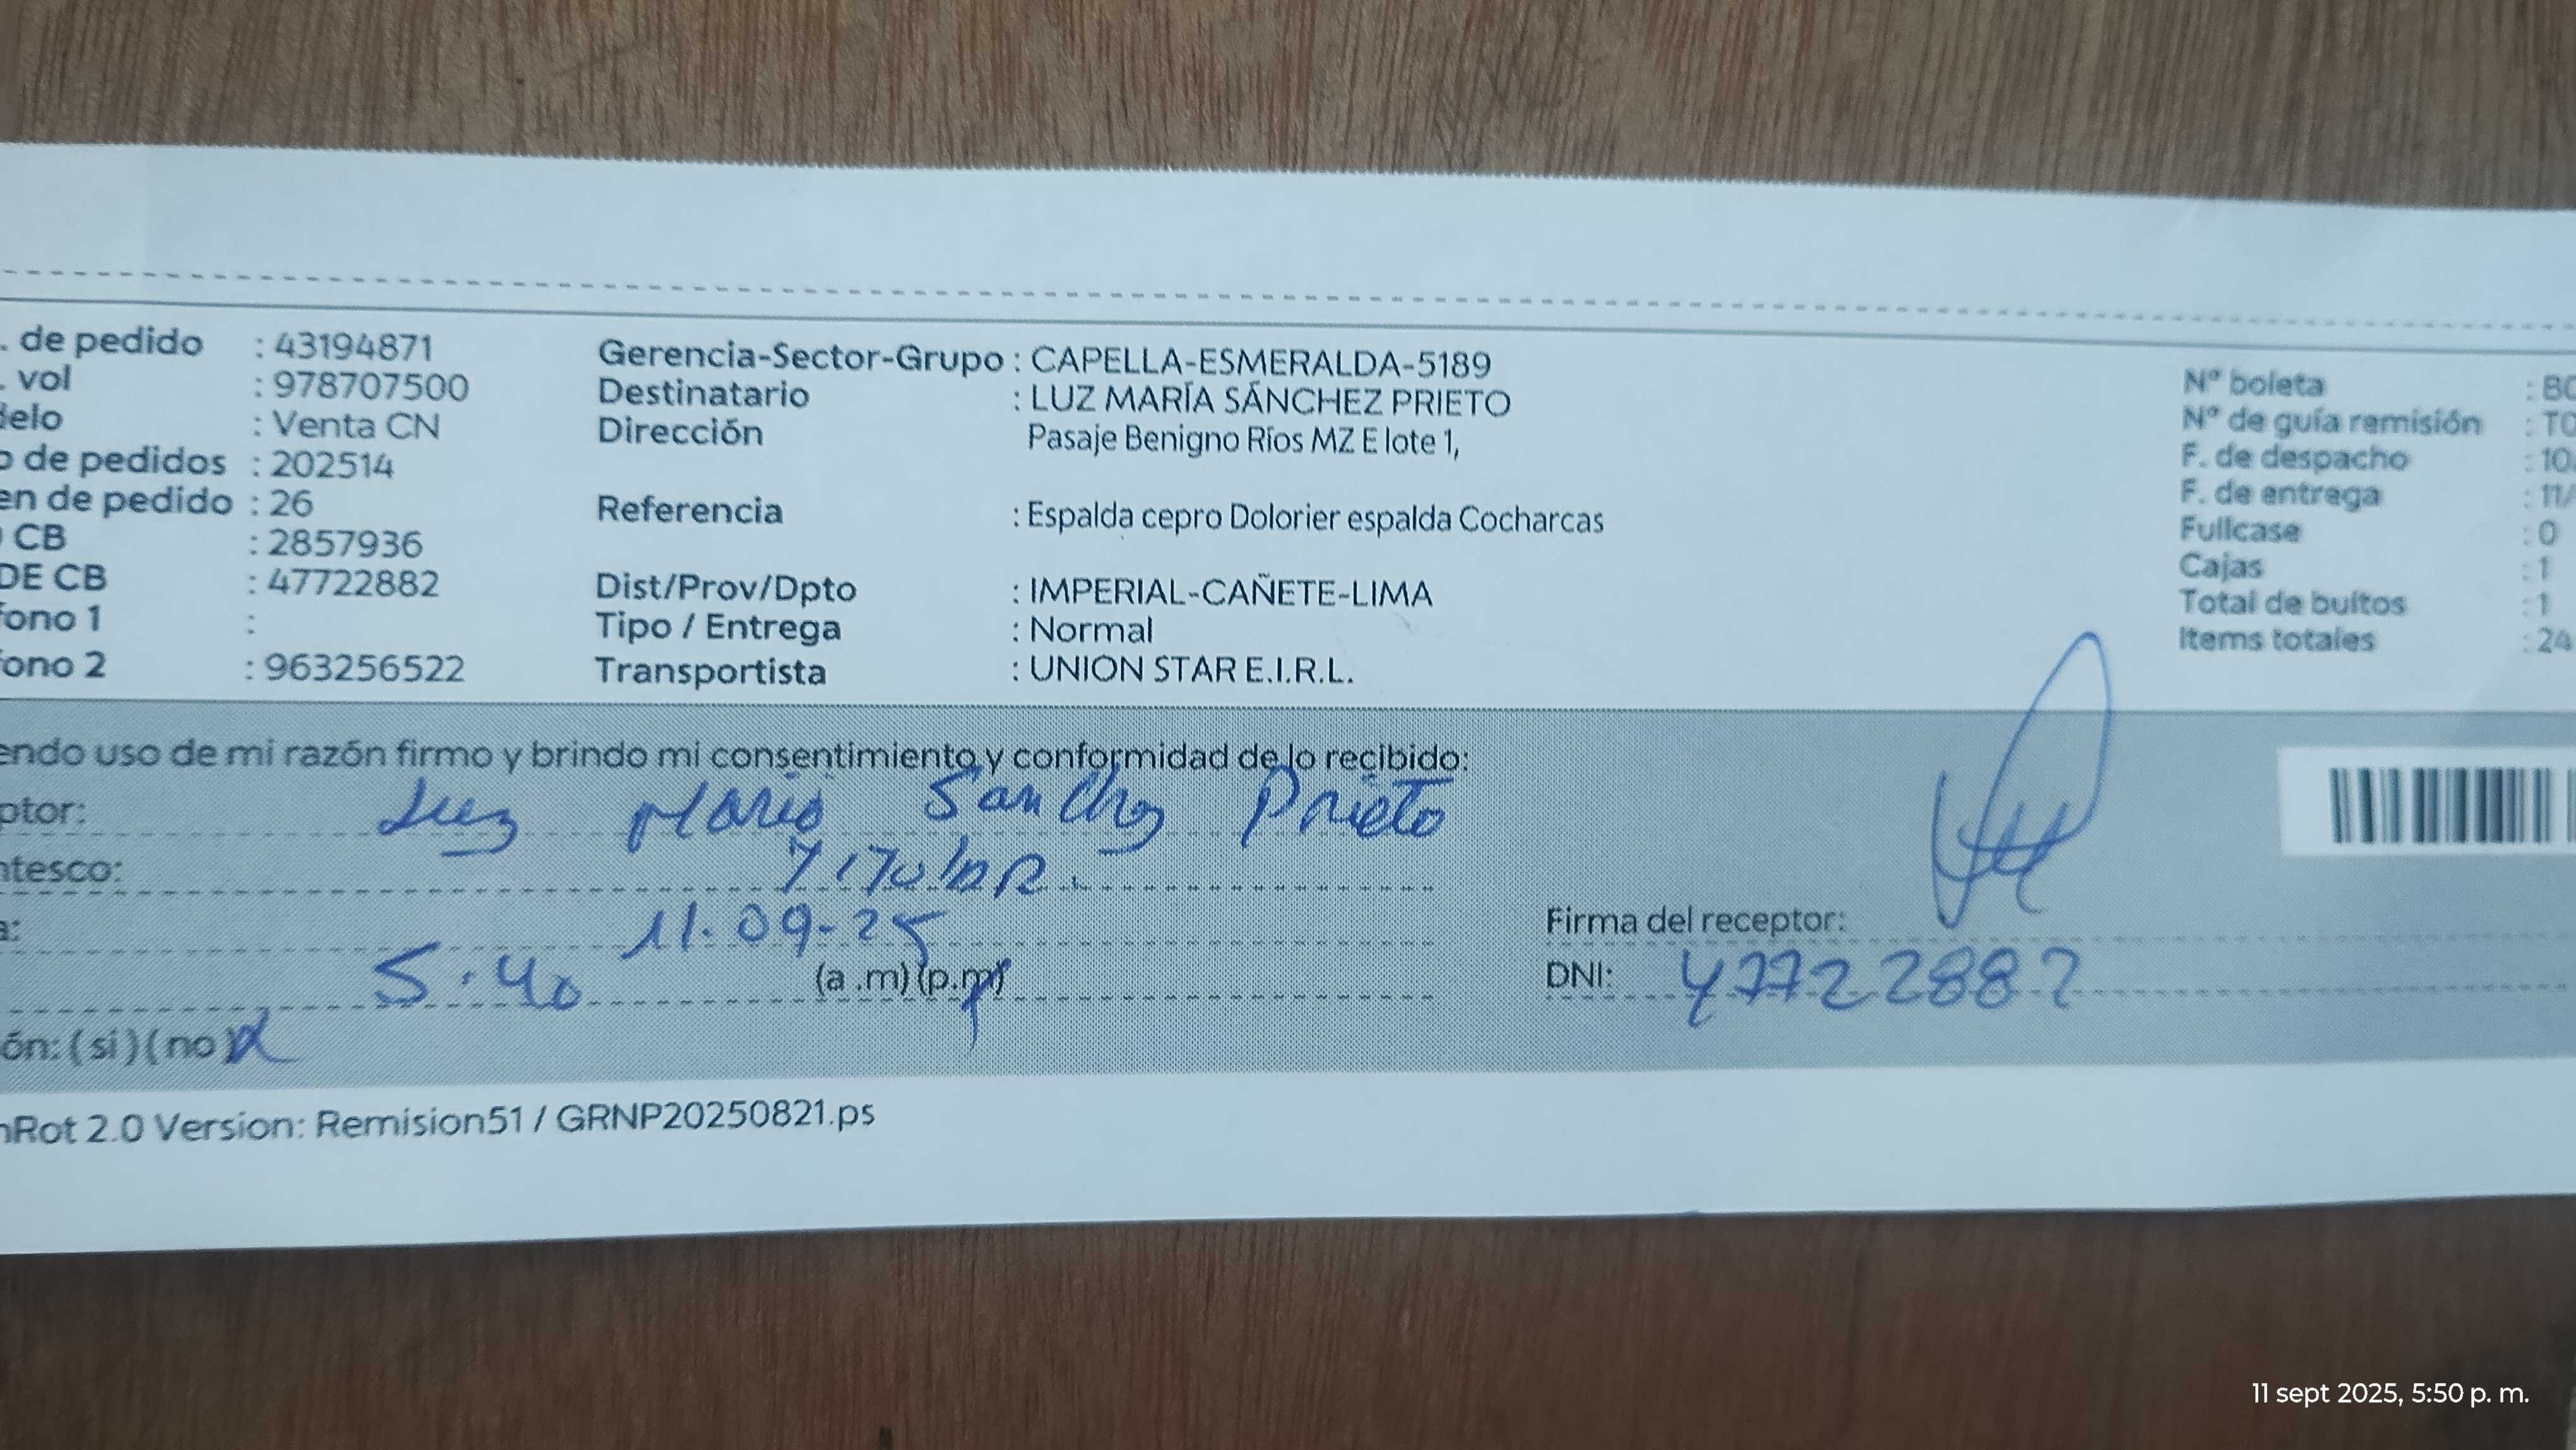 . de pedido : 43194871
. vol : 978707500
delo : Venta CN
o de pedidos : 202514
en de pedido : 26
CB : 2857936
DE CB : 47722882
fono 1 :
fono 2 : 963256522
Gerencia-Sector-Grupo : CAPELLA-ESMERALDA-5189
Destinatario : LUZ MARÍA SÁNCHEZ PRIETO
Dirección Pasaje Benigno Ríos MZ E lote 1,
Referencia : Espalda cepro Dolorier espalda Cocharcas
Dist/Prov/Dpto : IMPERIAL-CAÑETE-LIMA
Tipo / Entrega : Normal
Transportista : UNION STAR E.I.R.L.
Nº boleta : B0
Nº de guía remisión : T0
F. de despacho : 10
F. de entrega : 11/
Fullcase : 0
Cajas : 1
Total de bultos : 1
Items totales : 24
endo uso de mi razón firmo y brindo mi consentimiento y conformidad de lo recibido:
ptor: Luz Maria Sanchez Prieto
ntesco: Titular.
a: 11.09-25
5.40 (a .m) (p.m)
ón: ( si ) ( no )
Firma del receptor:
DNI: 47722882
nRot 2.0 Version: Remision51 / GRNP20250821.ps
11 sept 2025, 5:50 p. m.